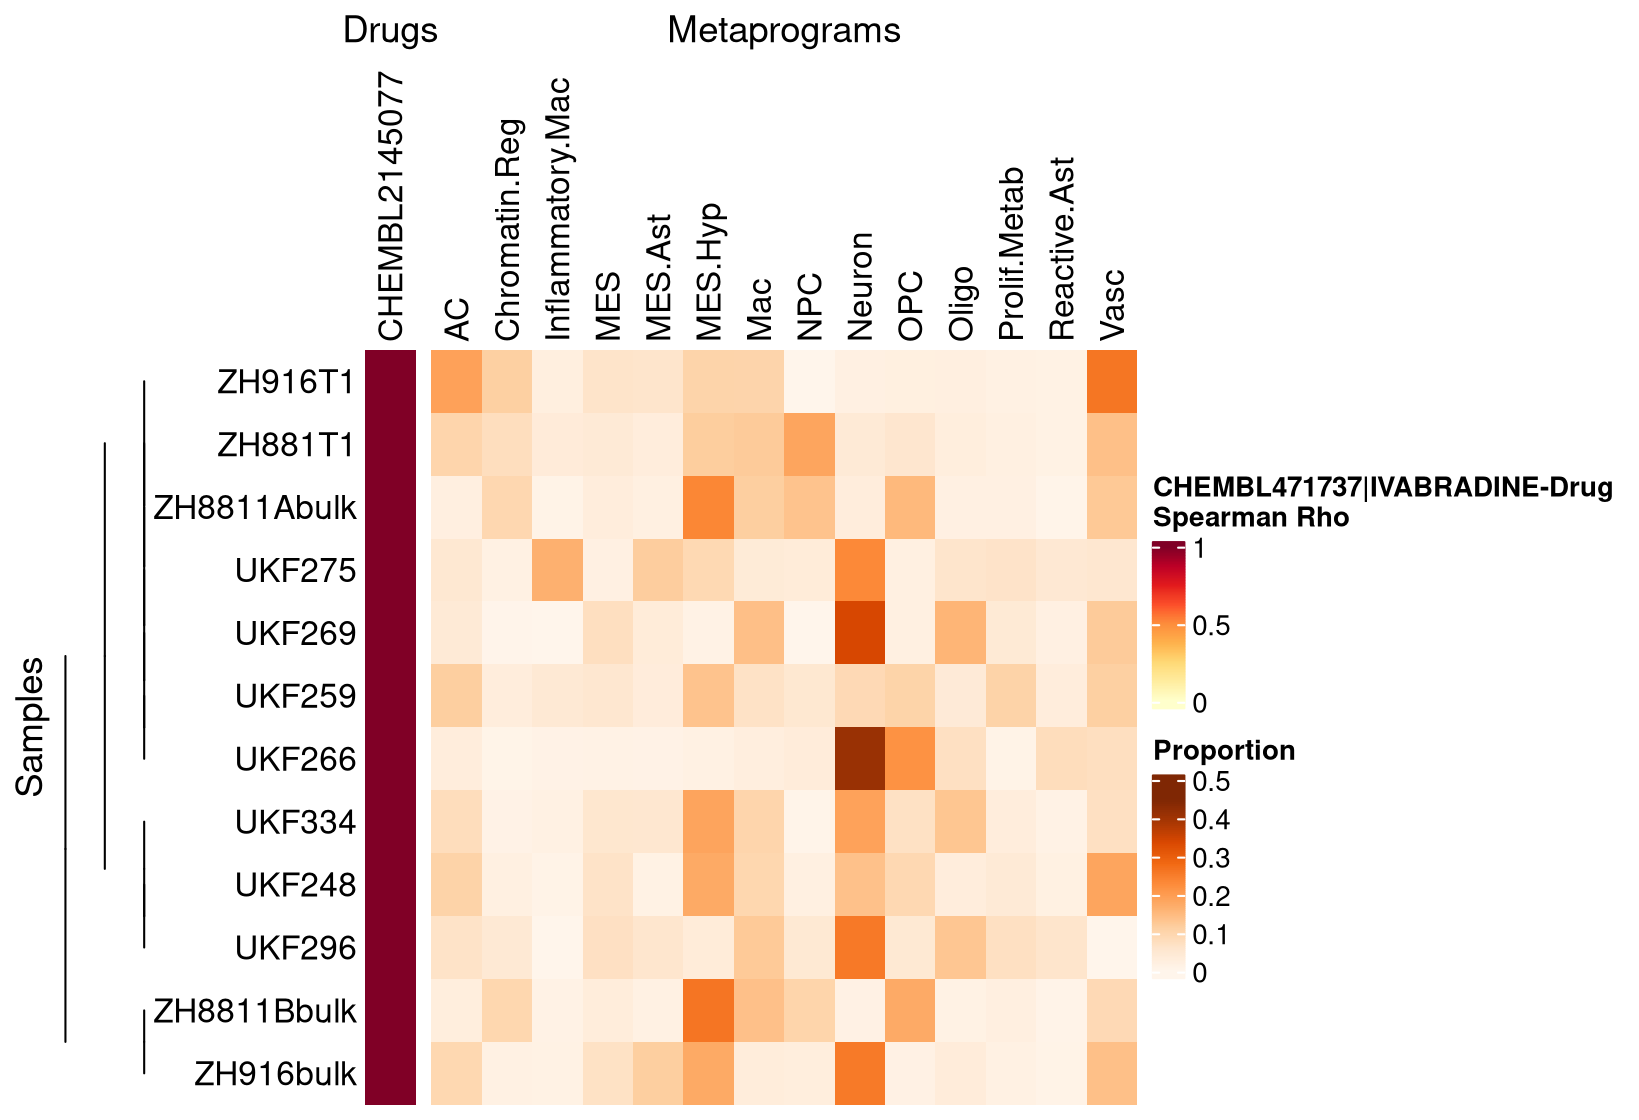 Drugs
Metaprograms
CHEMBL2145077
AC
Chromatin.Reg
Inflammatory.Mac
MES
MES.Ast
MES.Hyp
Mac
NPC
Neuron
OPC
Oligo
Prolif.Metab
Reactive.Ast
Vasc
Samples
ZH916T1
ZH881T1
ZH8811Abulk
UKF275
UKF269
UKF259
UKF266
UKF334
UKF248
UKF296
ZH8811Bbulk
ZH916bulk
CHEMBL471737|IVABRADINE-Drug
Spearman Rho
1
0.5
0
Proportion
0.5
0.4
0.3
0.2
0.1
0